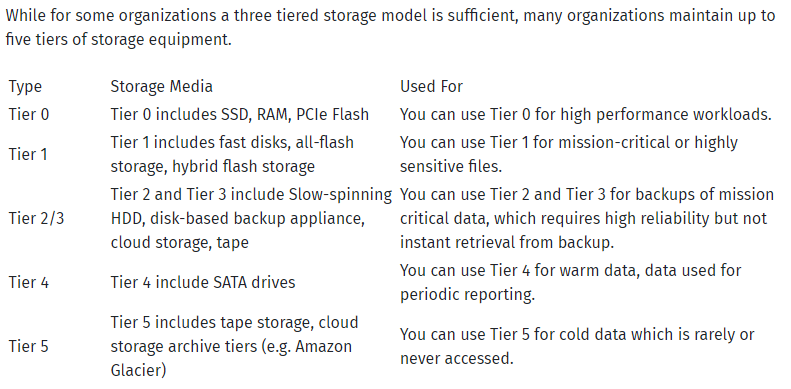 While for some organizations a three tiered storage model is sufficient, many organizations maintain up to
five tiers of storage equipment.
Type Storage Media Used For
Tier 0 Tier 0 includes SSD, RAM, PCIe Flash You can use Tier 0 for high performance workloads.
Tier 1 Tier 1 includes fast disks, all-flash
storage, hybrid flash storage You can use Tier 1 for mission-critical or highly
sensitive files.
Tier 2/3 Tier 2 and Tier 3 include Slow-spinning
HDD, disk-based backup appliance,
cloud storage, tape You can use Tier 2 and Tier 3 for backups of mission
critical data, which requires high reliability but not
instant retrieval from backup.
Tier 4 Tier 4 include SATA drives You can use Tier 4 for warm data, data used for
periodic reporting.
Tier 5 Tier 5 includes tape storage, cloud
storage archive tiers (e.g. Amazon
Glacier) You can use Tier 5 for cold data which is rarely or
never accessed.